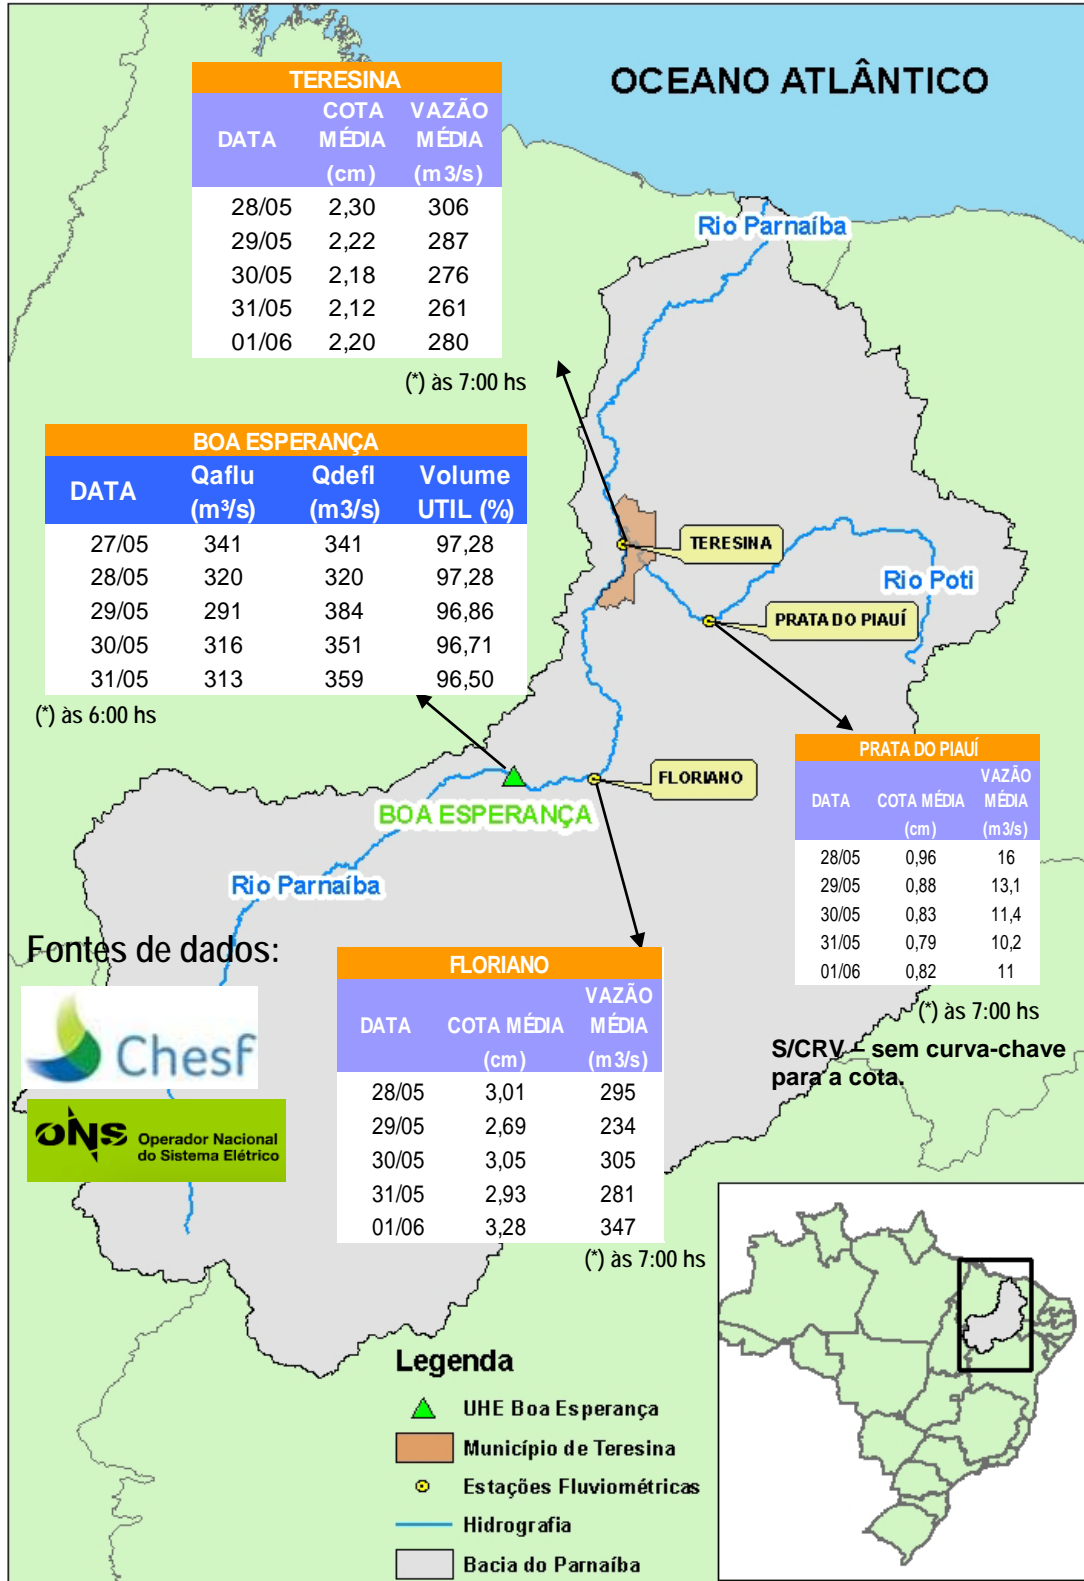 OCEANO ATLÂNTICO
TERESINA
DATA COTA MÉDIA (cm) VAZÃO MÉDIA (m3/s)
28/05 2,30 306
29/05 2,22 287
30/05 2,18 276
31/05 2,12 261
01/06 2,20 280
(*) às 7:00 hs
Rio Parnaíba
BOA ESPERANÇA
DATA Qaflu (m³/s) Qdefl (m3/s) Volume UTIL (%)
27/05 341 341 97,28
28/05 320 320 97,28
29/05 291 384 96,86
30/05 316 351 96,71
31/05 313 359 96,50
(*) às 6:00 hs
TERESINA
Rio Poti
PRATA DO PIAUÍ
FLORIANO
BOA ESPERANÇA
Rio Parnaíba
PRATA DO PIAUÍ
DATA COTA MÉDIA (cm) VAZÃO MÉDIA (m3/s)
28/05 0,96 16
29/05 0,88 13,1
30/05 0,83 11,4
31/05 0,79 10,2
01/06 0,82 11
(*) às 7:00 hs
S/CRV – sem curva-chave
para a cota.
Fontes de dados:
Chesf
ONS Operador Nacional
do Sistema Elétrico
FLORIANO
DATA COTA MÉDIA (cm) VAZÃO MÉDIA (m3/s)
28/05 3,01 295
29/05 2,69 234
30/05 3,05 305
31/05 2,93 281
01/06 3,28 347
(*) às 7:00 hs
Legenda
UHE Boa Esperança
Município de Teresina
Estações Fluviométricas
Hidrografia
Bacia do Parnaíba